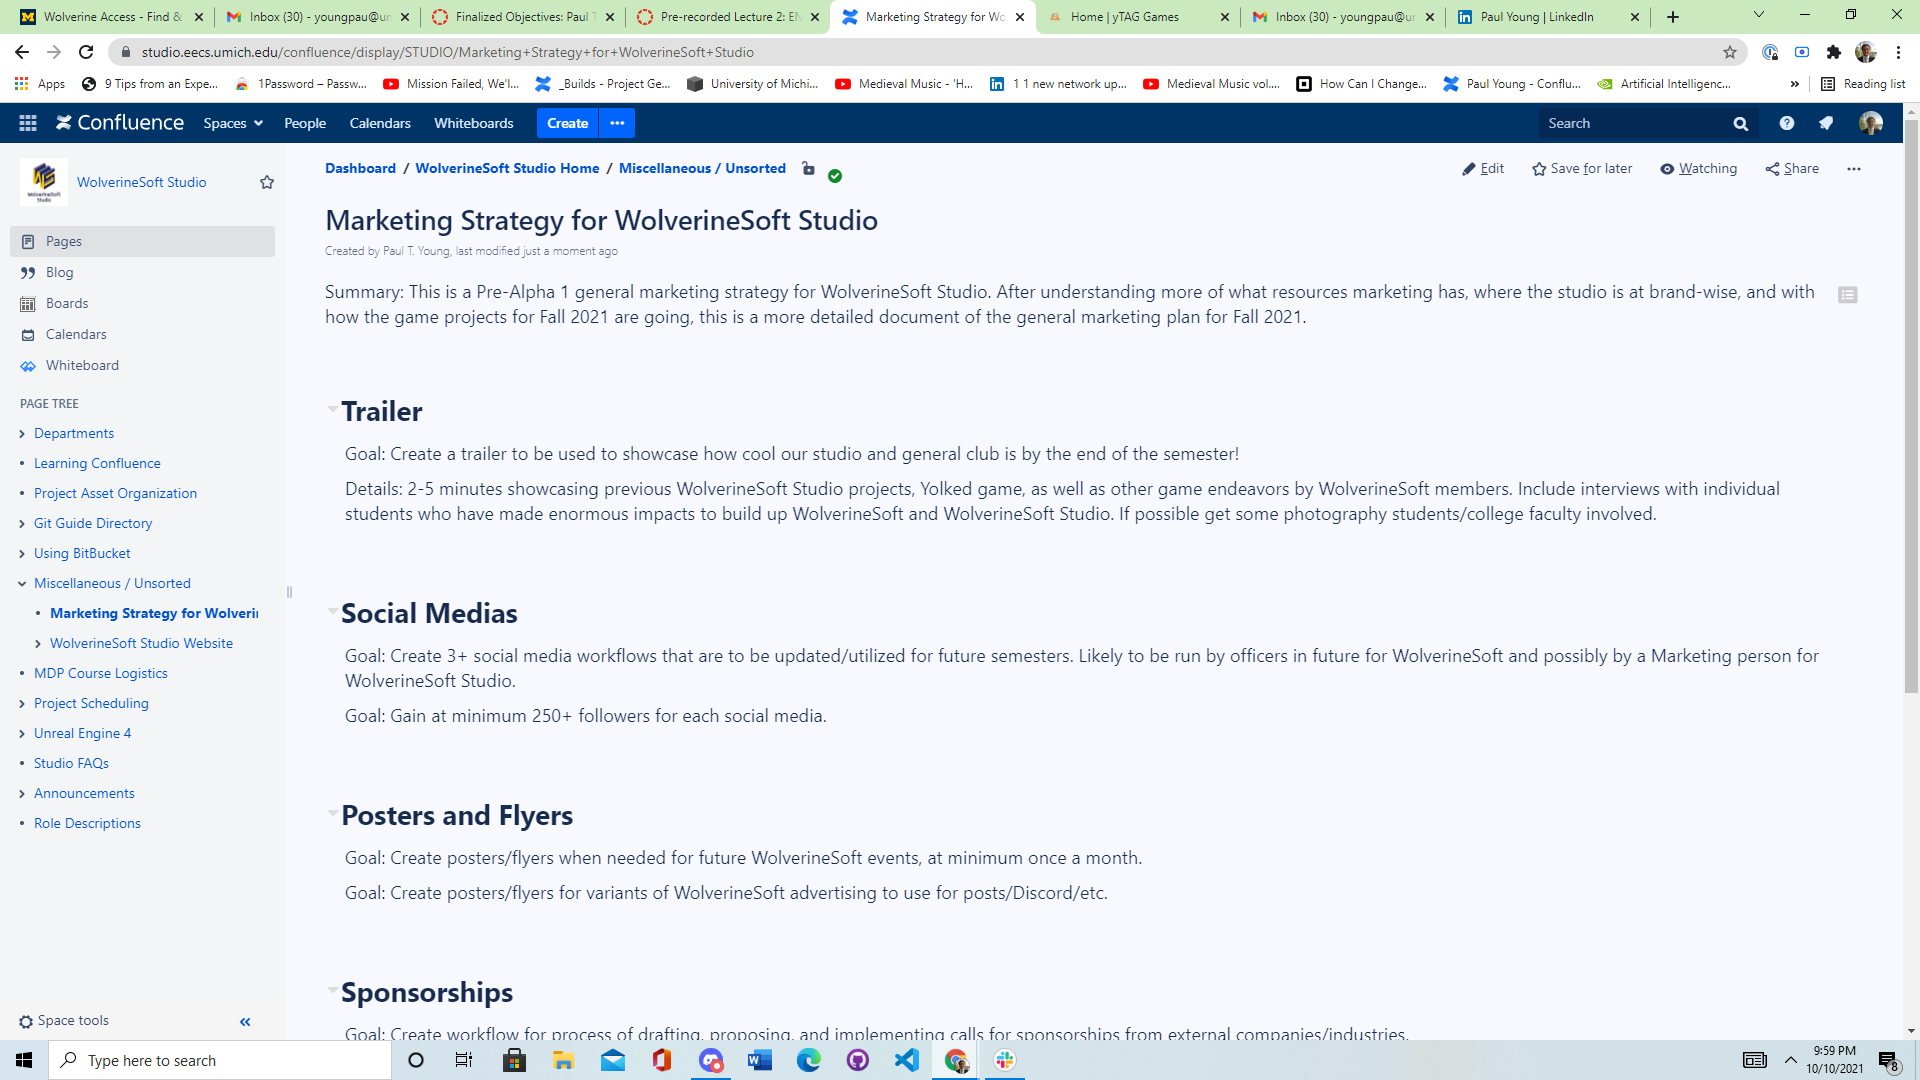 Wolverine Access - Find &
Inbox (30) - youngpau@un
Finalized Objectives: Paul T
Pre-recorded Lecture 2: EN
Marketing Strategy for Wo
Home | yTAG Games
Inbox (30) - youngpau@un
Paul Young | LinkedIn
studio.eecs.umich.edu/confluence/display/STUDIO/Marketing+Strategy+for+WolverineSoft+Studio
Apps
9 Tips from an Expe...
1Password – Passw...
Mission Failed, We'l...
_Builds - Project Ge...
University of Michi...
Medieval Music - 'H...
1 1 new network up...
Medieval Music vol....
How Can I Change...
Paul Young - Conflu...
Artificial Intelligenc...
»
Reading list
Confluence
Spaces
People
Calendars
Whiteboards
Create
Search
WolverineSoft Studio
Pages
Blog
Boards
Calendars
Whiteboard
PAGE TREE
Departments
Learning Confluence
Project Asset Organization
Git Guide Directory
Using BitBucket
Miscellaneous / Unsorted
Marketing Strategy for Wolverin
WolverineSoft Studio Website
MDP Course Logistics
Project Scheduling
Unreal Engine 4
Studio FAQs
Announcements
Role Descriptions
Space tools
Dashboard / WolverineSoft Studio Home / Miscellaneous / Unsorted
Edit
Save for later
Watching
Share
Marketing Strategy for WolverineSoft Studio
Created by Paul T. Young, last modified just a moment ago
Summary: This is a Pre-Alpha 1 general marketing strategy for WolverineSoft Studio. After understanding more of what resources marketing has, where the studio is at brand-wise, and with
how the game projects for Fall 2021 are going, this is a more detailed document of the general marketing plan for Fall 2021.
Trailer
Goal: Create a trailer to be used to showcase how cool our studio and general club is by the end of the semester!
Details: 2-5 minutes showcasing previous WolverineSoft Studio projects, Yolked game, as well as other game endeavors by WolverineSoft members. Include interviews with individual
students who have made enormous impacts to build up WolverineSoft and WolverineSoft Studio. If possible get some photography students/college faculty involved.
Social Medias
Goal: Create 3+ social media workflows that are to be updated/utilized for future semesters. Likely to be run by officers in future for WolverineSoft and possibly by a Marketing person for
WolverineSoft Studio.
Goal: Gain at minimum 250+ followers for each social media.
Posters and Flyers
Goal: Create posters/flyers when needed for future WolverineSoft events, at minimum once a month.
Goal: Create posters/flyers for variants of WolverineSoft advertising to use for posts/Discord/etc.
Sponsorships
Goal: Create workflow for process of drafting, proposing, and implementing calls for sponsorships from external companies/industries.
Type here to search
9:59 PM
10/10/2021
8